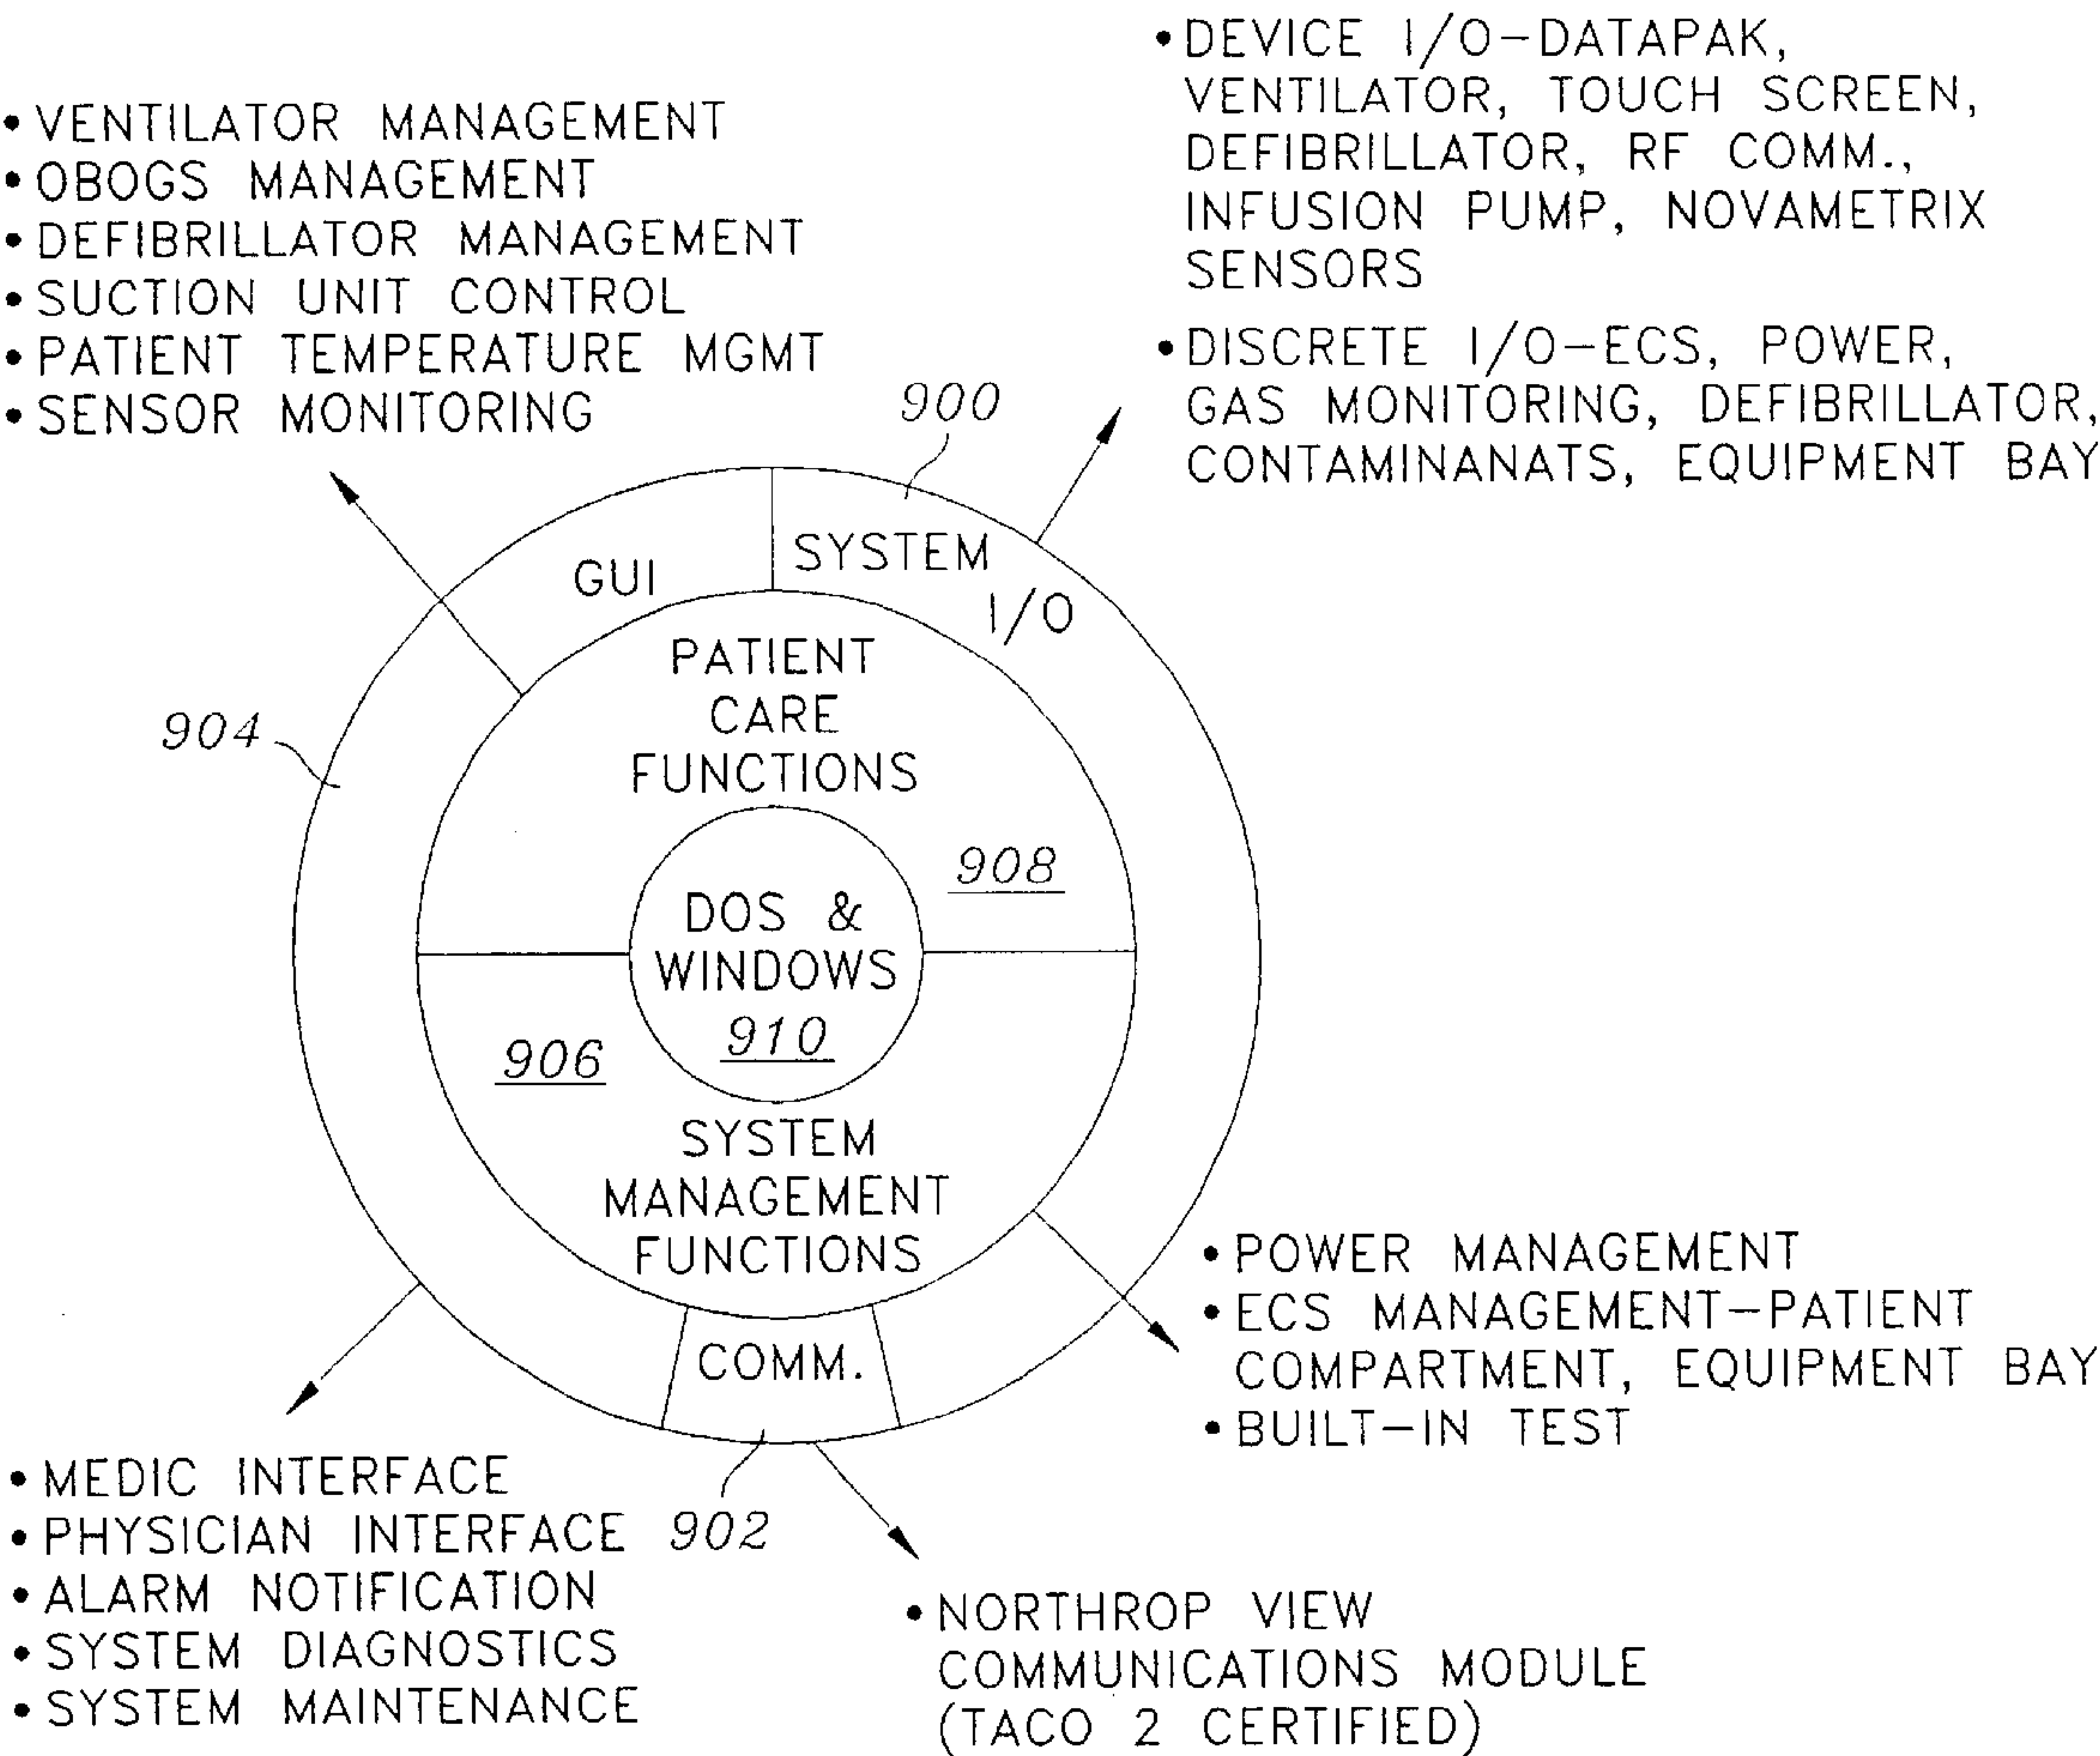 • VENTILATOR MANAGEMENT
• OBOGS MANAGEMENT
• DEFIBRILLATOR MANAGEMENT
• SUCTION UNIT CONTROL
• PATIENT TEMPERATURE MGMT
• SENSOR MONITORING
• DEVICE I/O-DATAPAK,
VENTILATOR, TOUCH SCREEN,
DEFIBRILLATOR, RF COMM.,
INFUSION PUMP, NOVAMETRIX
SENSORS
• DISCRETE I/O-ECS, POWER,
GAS MONITORING, DEFIBRILLATOR,
CONTAMINANATS, EQUIPMENT BAY
900
GUI
SYSTEM
I/O
904
PATIENT
CARE
FUNCTIONS
908
DOS &
WINDOWS
910
906
SYSTEM
MANAGEMENT
FUNCTIONS
COMM.
902
• POWER MANAGEMENT
• ECS MANAGEMENT-PATIENT
COMPARTMENT, EQUIPMENT BAY
• BUILT-IN TEST
• MEDIC INTERFACE
• PHYSICIAN INTERFACE
• ALARM NOTIFICATION
• SYSTEM DIAGNOSTICS
• SYSTEM MAINTENANCE
• NORTHROP VIEW
COMMUNICATIONS MODULE
(TACO 2 CERTIFIED)